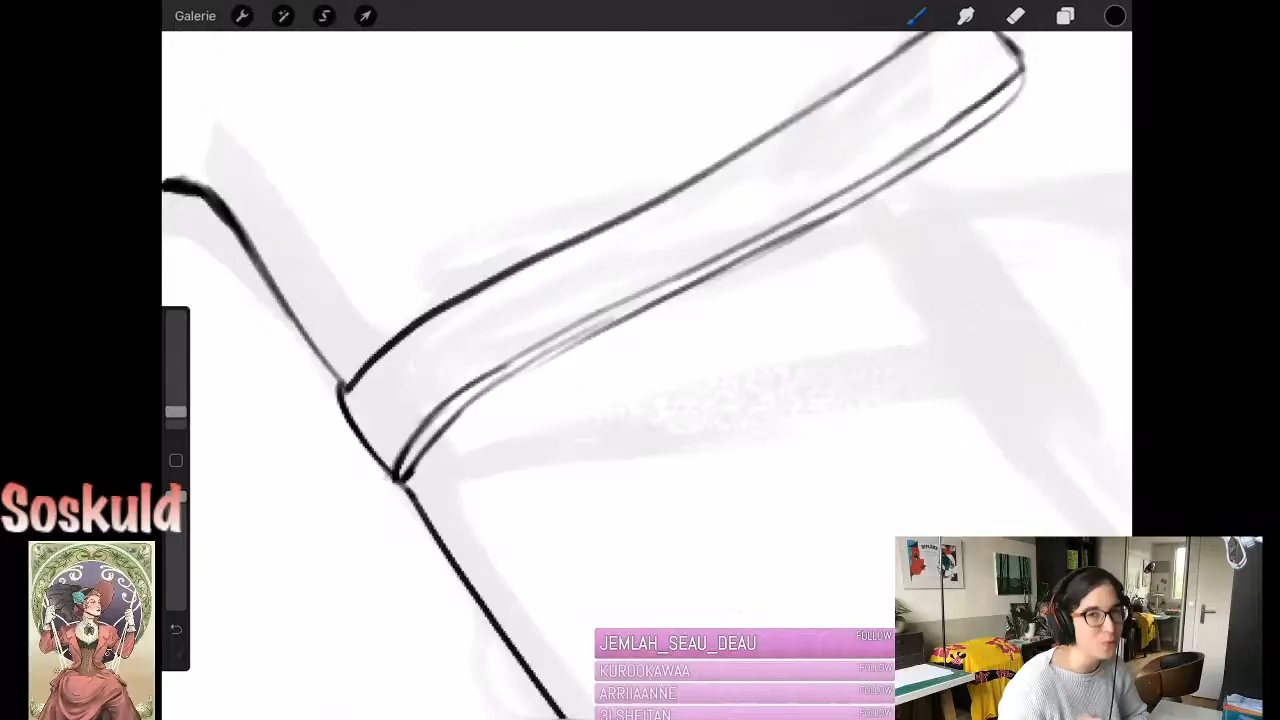 Galerie
Soskuld
JEMLAH_SEAU_DEAU FOLLOW
KUROOKAWAA FOLLOW
ARRIIAANNE FOLLOW
FOLLOW